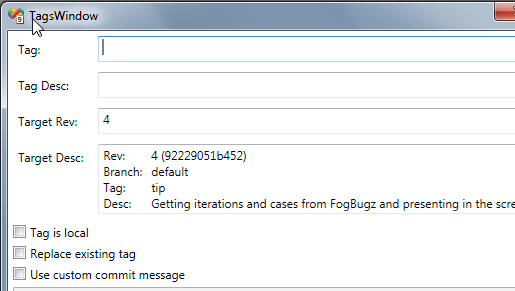 TagsWindow
Tag:
Tag Desc:
Target Rev: 4
Target Desc: Rev: 4 (92229051b452)
Branch: default
Tag: tip
Desc: Getting iterations and cases from FogBugz and presenting in the scre
Tag is local
Replace existing tag
Use custom commit message